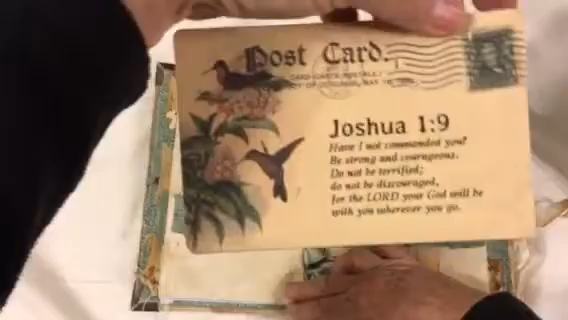 Post Card.
Joshua 1:9
Have I not commanded you?
Be strong and courageous.
Do not be terrified;
do not be discouraged,
for the LORD your God will be
with you wherever you go.